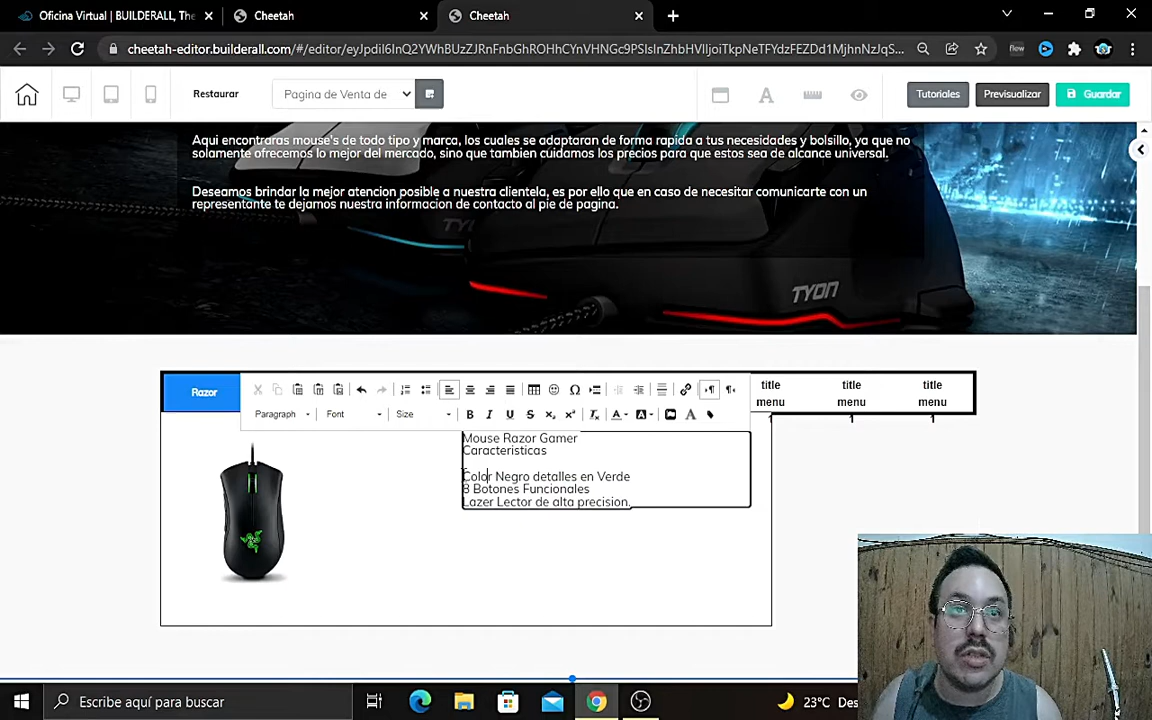 Oficina Virtual | BUILDERALL, The
Cheetah
Cheetah
cheetah-editor.builderall.com/#/editor/eyJpdiI6InQ2YWhBUzZJRnFnbGhROHhCYnVHNGc9PSIsInZhbHVlIjoiTkpNeTFYdzFEZDd1MjhnNzJqS...
flow
Restaurar
Pagina de Venta de
Tutoriales
Previsualizar
Guardar
Aqui encontraras mouse's de todo tipo y marca, los cuales se adaptaran de forma rapida a tus necesidades y bolsillo, ya que no
solamente ofrecemos lo mejor del mercado, sino que tambien cuidamos los precios para que estos sea de alcance universal.
Deseamos brindar la mejor atencion posible a nuestra clientela, es por ello que en caso de necesitar comunicarte con un
representante te dejamos nuestra informacion de contacto al pie de pagina.
TYON
Razor
title menu
title menu
title menu
Paragraph
Font
Size
Mouse Razor Gamer
Caracteristicas
Color Negro detalles en Verde
8 Botones Funcionales
Lazer Lector de alta precision.
1
1
1
Escribe aquí para buscar
23°C Des